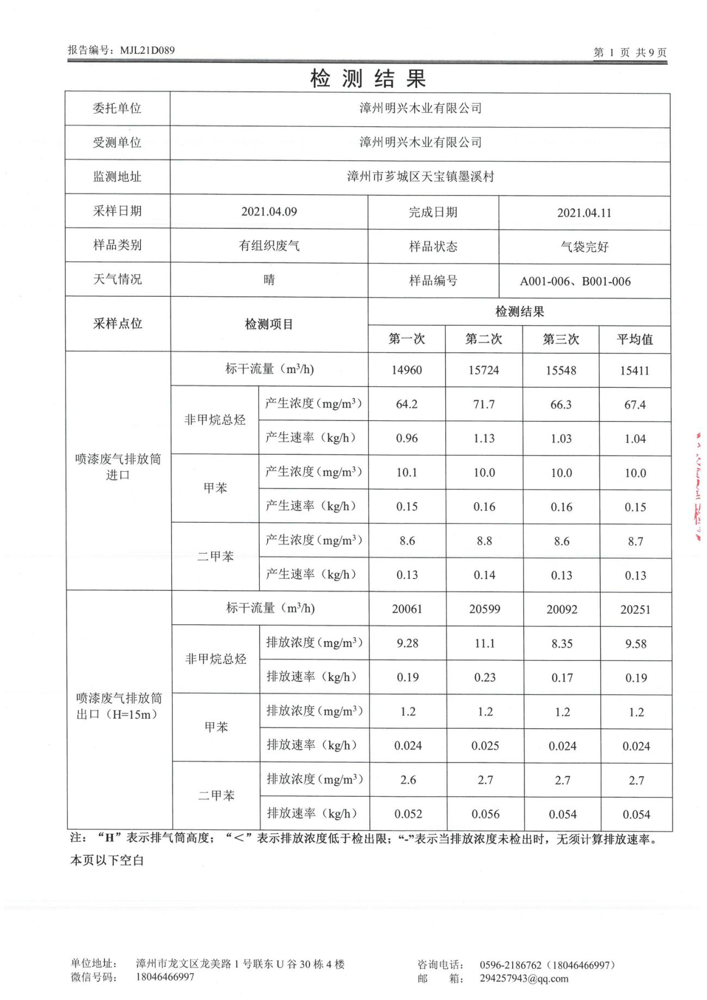 报告编号：MJL21D089
第 1 页 共9页
检 测 结 果
委托单位 漳州明兴木业有限公司
受测单位 漳州明兴木业有限公司
监测地址 漳州市芗城区天宝镇墨溪村
采样日期 2021.04.09 完成日期 2021.04.11
样品类别 有组织废气 样品状态 气袋完好
天气情况 晴 样品编号 A001-006、B001-006
采样点位 检测项目 检测结果
第一次 第二次 第三次 平均值
喷漆废气排放筒
进口
标干流量（m³/h) 14960 15724 15548 15411
非甲烷总烃
产生浓度（mg/m³） 64.2 71.7 66.3 67.4
产生速率（kg/h） 0.96 1.13 1.03 1.04
甲苯
产生浓度（mg/m³） 10.1 10.0 10.0 10.0
产生速率（kg/h） 0.15 0.16 0.16 0.15
二甲苯
产生浓度（mg/m³） 8.6 8.8 8.6 8.7
产生速率（kg/h） 0.13 0.14 0.13 0.13
喷漆废气排放筒
出口（H=15m）
标干流量（m³/h) 20061 20599 20092 20251
非甲烷总烃
排放浓度（mg/m³） 9.28 11.1 8.35 9.58
排放速率（kg/h） 0.19 0.23 0.17 0.19
甲苯
排放浓度（mg/m³） 1.2 1.2 1.2 1.2
排放速率（kg/h） 0.024 0.025 0.024 0.024
二甲苯
排放浓度（mg/m³） 2.6 2.7 2.7 2.7
排放速率（kg/h） 0.052 0.056 0.054 0.054
注：“H”表示排气筒高度；“＜”表示排放浓度低于检出限；“-”表示当排放浓度未检出时，无须计算排放速率。
本页以下空白
单位地址： 漳州市龙文区龙美路 1 号联东 U 谷 30 栋 4 楼
咨询电话： 0596-2186762（18046466997）
微信号码： 18046466997
邮 箱： 294257943@qq.com